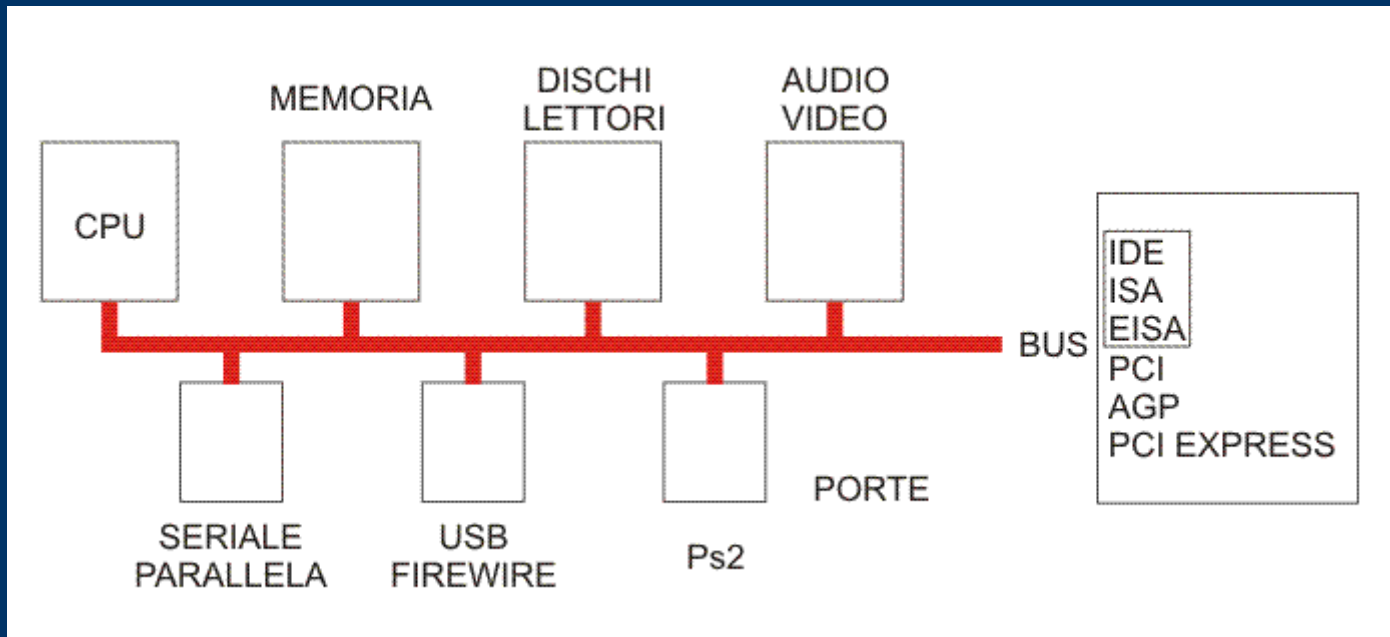 MEMORIA
DISCHI
LETTORI
AUDIO
VIDEO
CPU
BUS
IDE
ISA
EISA
PCI
AGP
PCI EXPRESS
SERIALE
PARALLELA
USB
FIREWIRE
Ps2
PORTE